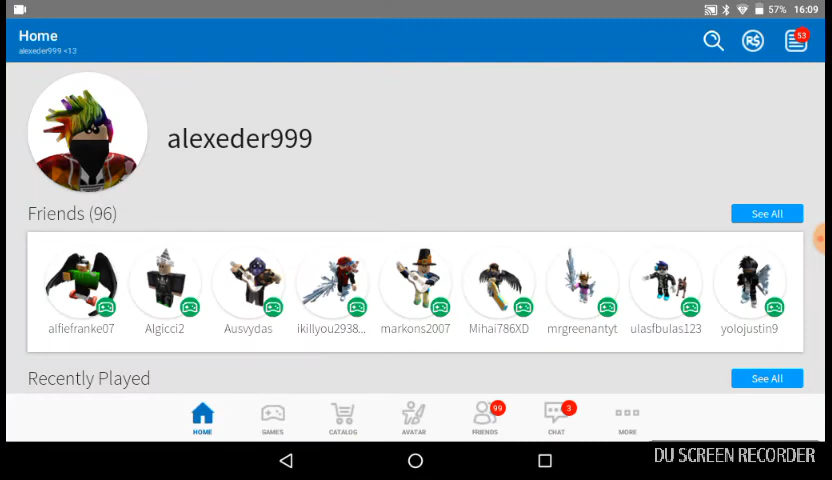 57% 16:09
Home
alexeder999 <13
R$
53
alexeder999
Friends (96)
See All
alfiefranke07
Algicci2
Ausvydas
ikillyou2938...
markons2007
Mihai786XD
mrgreenantyt
ulasfbulas123
yolojustin9
Recently Played
See All
99
3
HOME
GAMES
CATALOG
AVATAR
FRIENDS
CHAT
MORE
DU SCREEN RECORDER